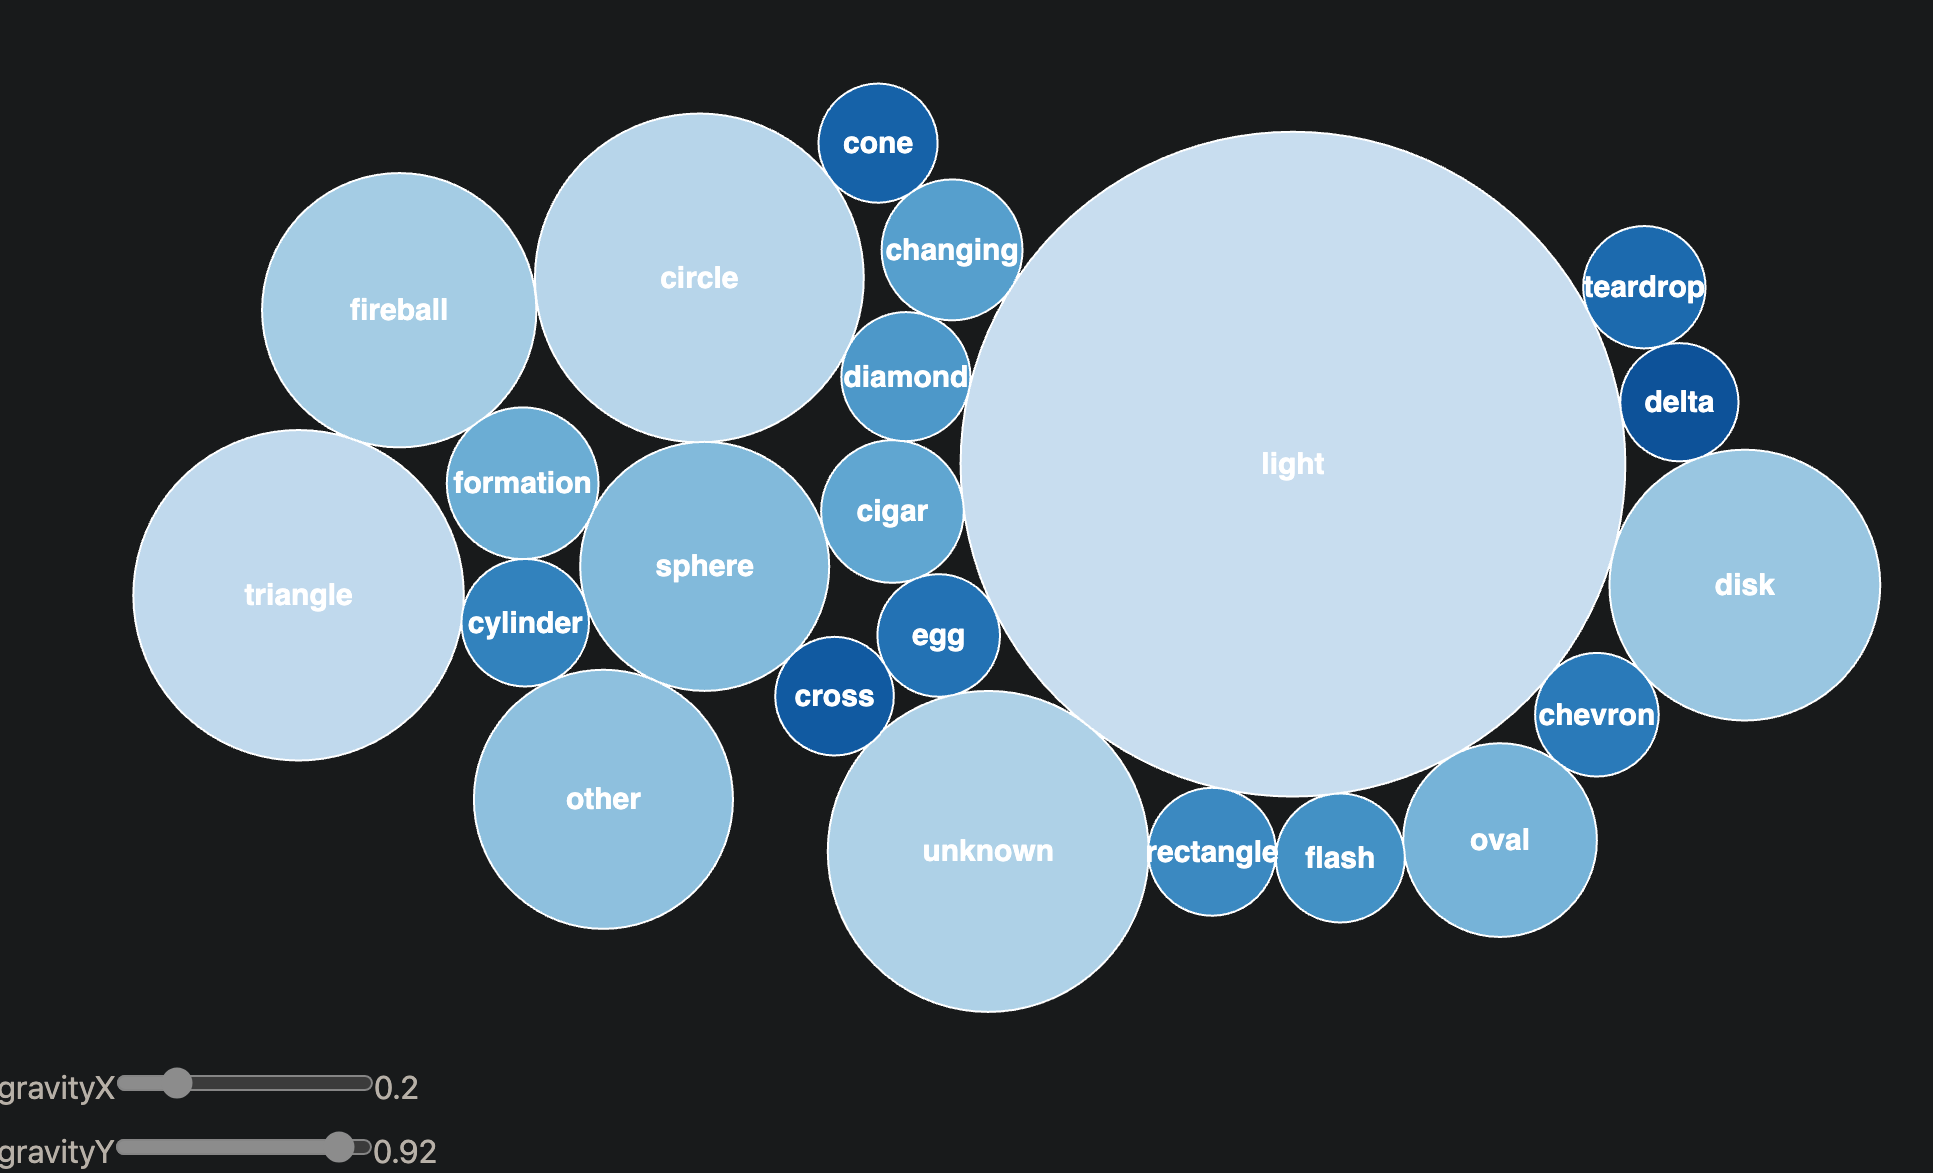 cone
changing
circle
teardrop
fireball
diamond
delta
light
formation
cigar
sphere
disk
triangle
cylinder
egg
cross
chevron
other
oval
unknown
rectangle
flash
gravityX 0.2
gravityY 0.92